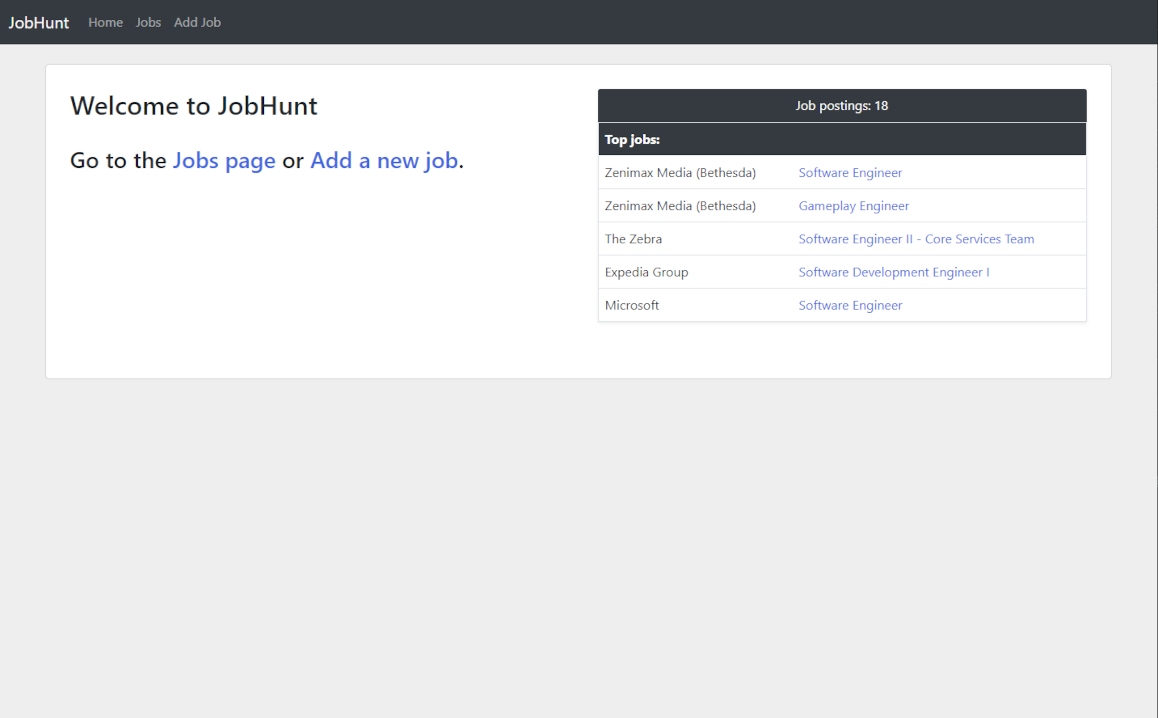 JobHunt Home Jobs Add Job
Welcome to JobHunt
Go to the Jobs page or Add a new job.
Job postings: 18
Top jobs:
Zenimax Media (Bethesda) Software Engineer
Zenimax Media (Bethesda) Gameplay Engineer
The Zebra Software Engineer II - Core Services Team
Expedia Group Software Development Engineer I
Microsoft Software Engineer